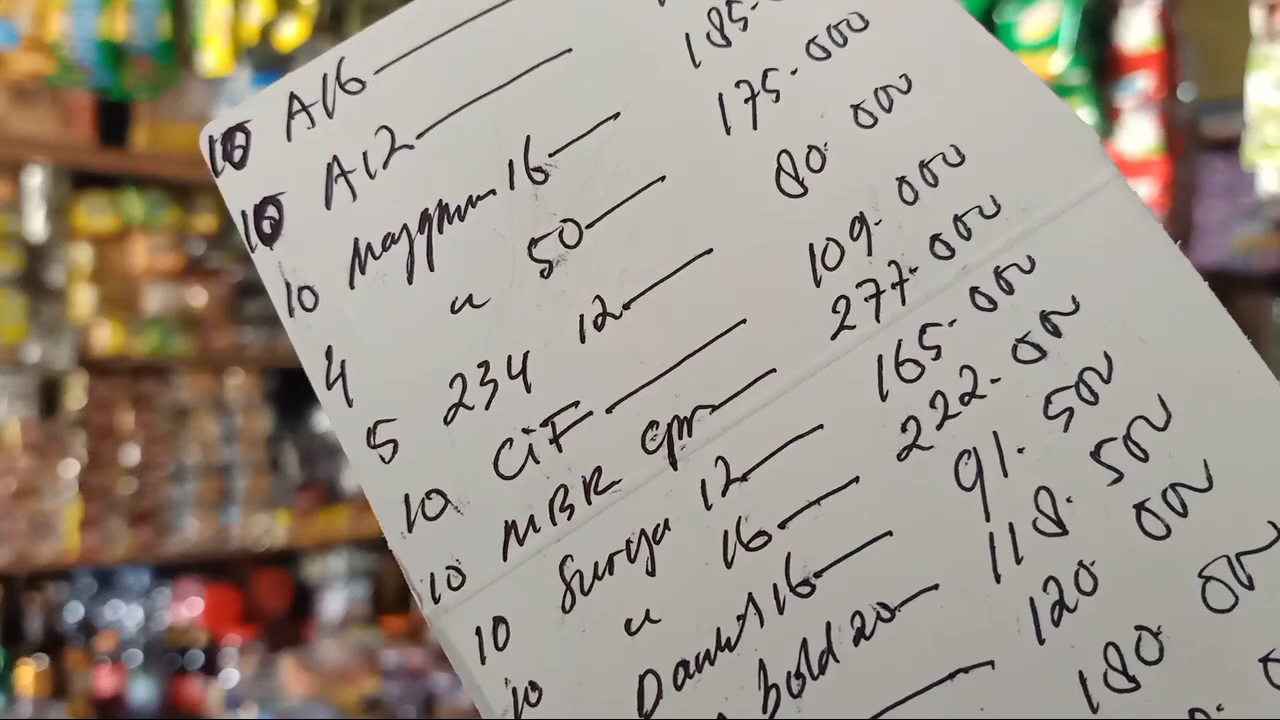 10 A16
10 A12
10 Magnum 16 185.
4 " 50 175.000
5 234 12 80.000
10 CiF 109.000
10 MBR cpr 277.000
10 Surya 12 165.000
10 " 16 222.000
16 91.500
bold 20 118.500
120.000
180.000